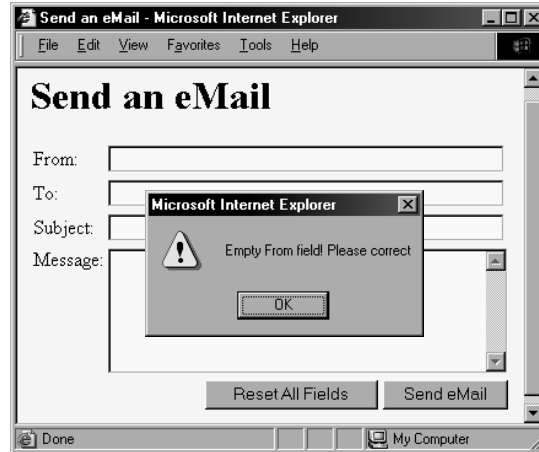 Send an eMail - Microsoft Internet Explorer
File Edit View Favorites Tools Help
Send an eMail
From:
To:
Microsoft Internet Explorer
Subject:
Empty From field! Please correct
Message:
OK
Reset All Fields Send eMail
Done My Computer